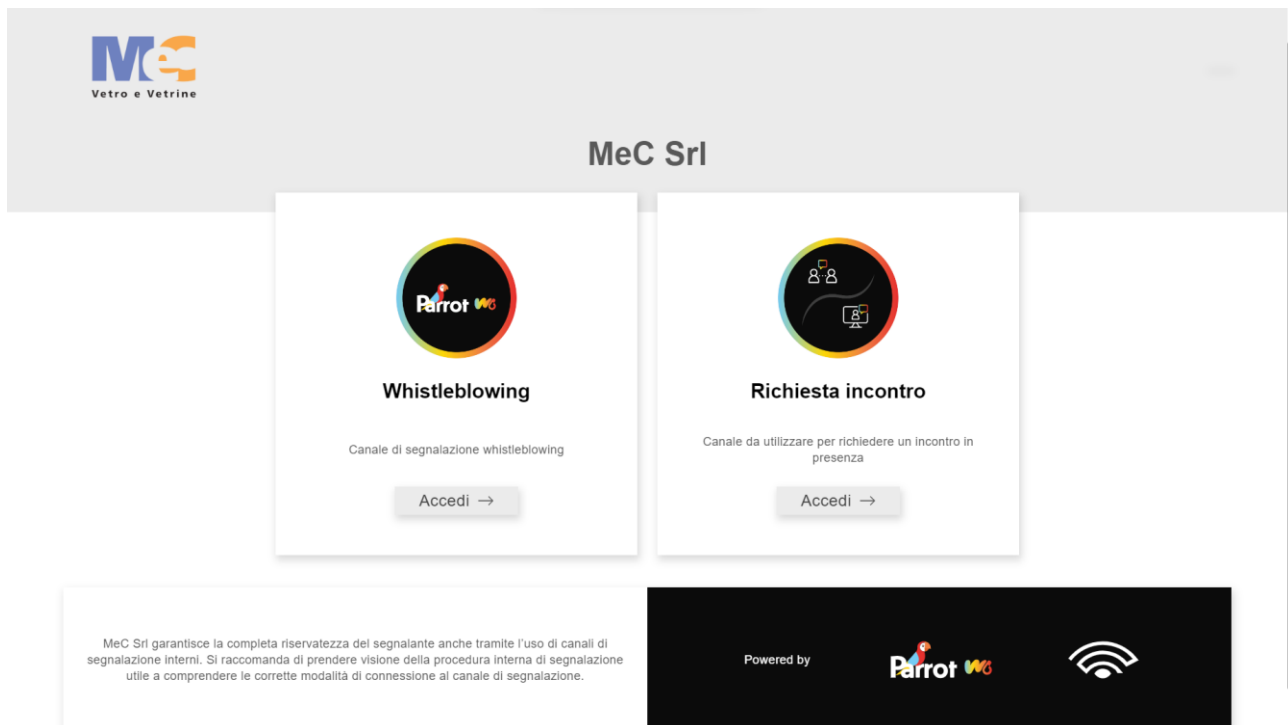 MeC
Vetro e Vetrine
MeC Srl
Parrot WB
Whistleblowing
Canale di segnalazione whistleblowing
Accedi →
Richiesta incontro
Canale da utilizzare per richiedere un incontro in
presenza
Accedi →
MeC Srl garantisce la completa riservatezza del segnalante anche tramite l'uso di canali di
segnalazione interni. Si raccomanda di prendere visione della procedura interna di segnalazione
utile a comprendere le corrette modalità di connessione al canale di segnalazione.
Powered by
Parrot WB